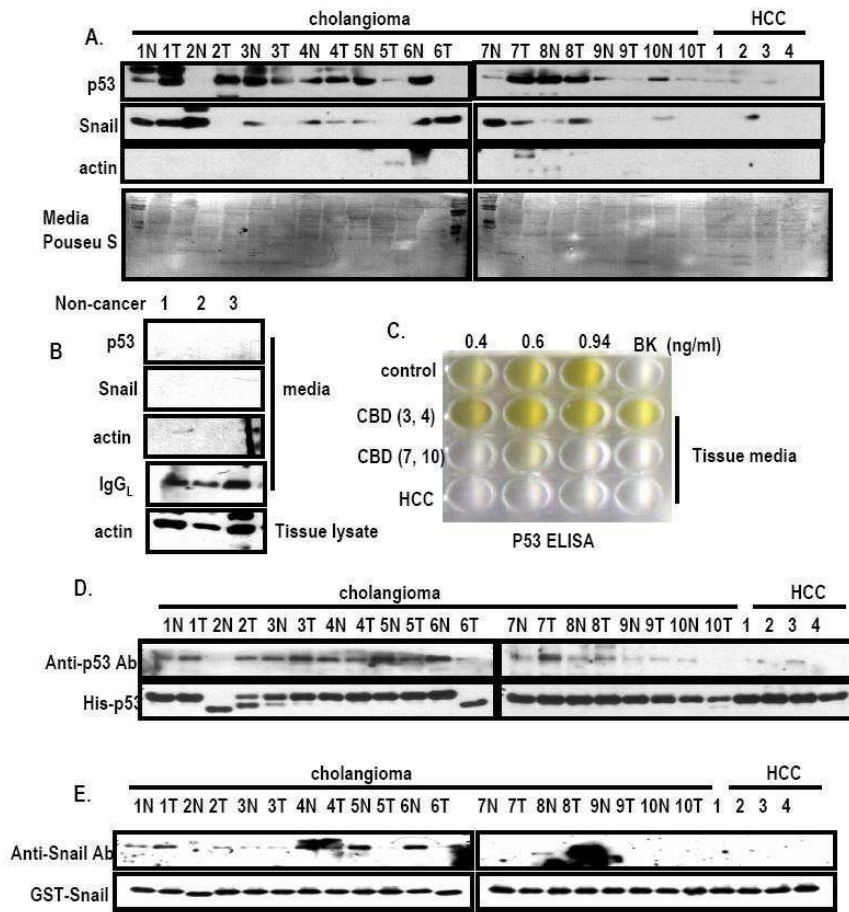 cholangioma HCC
A.
1N 1T 2N 2T 3N 3T 4N 4T 5N 5T 6N 6T 7N 7T 8N 8T 9N 9T 10N 10T 1 2 3 4
p53
Snail
actin
Media
Pouseu S
Non-cancer 1 2 3
B
p53
Snail
actin
IgGL
actin
media
Tissue lysate
C.
0.4 0.6 0.94 BK (ng/ml)
control
CBD (3, 4)
CBD (7, 10)
HCC
Tissue media
P53 ELISA
D.
cholangioma HCC
1N 1T 2N 2T 3N 3T 4N 4T 5N 5T 6N 6T 7N 7T 8N 8T 9N 9T 10N 10T 1 2 3 4
Anti-p53 Ab
His-p53
E.
cholangioma HCC
1N 1T 2N 2T 3N 3T 4N 4T 5N 5T 6N 6T 7N 7T 8N 8T 9N 9T 10N 10T 1 2 3 4
Anti-Snail Ab
GST-Snail